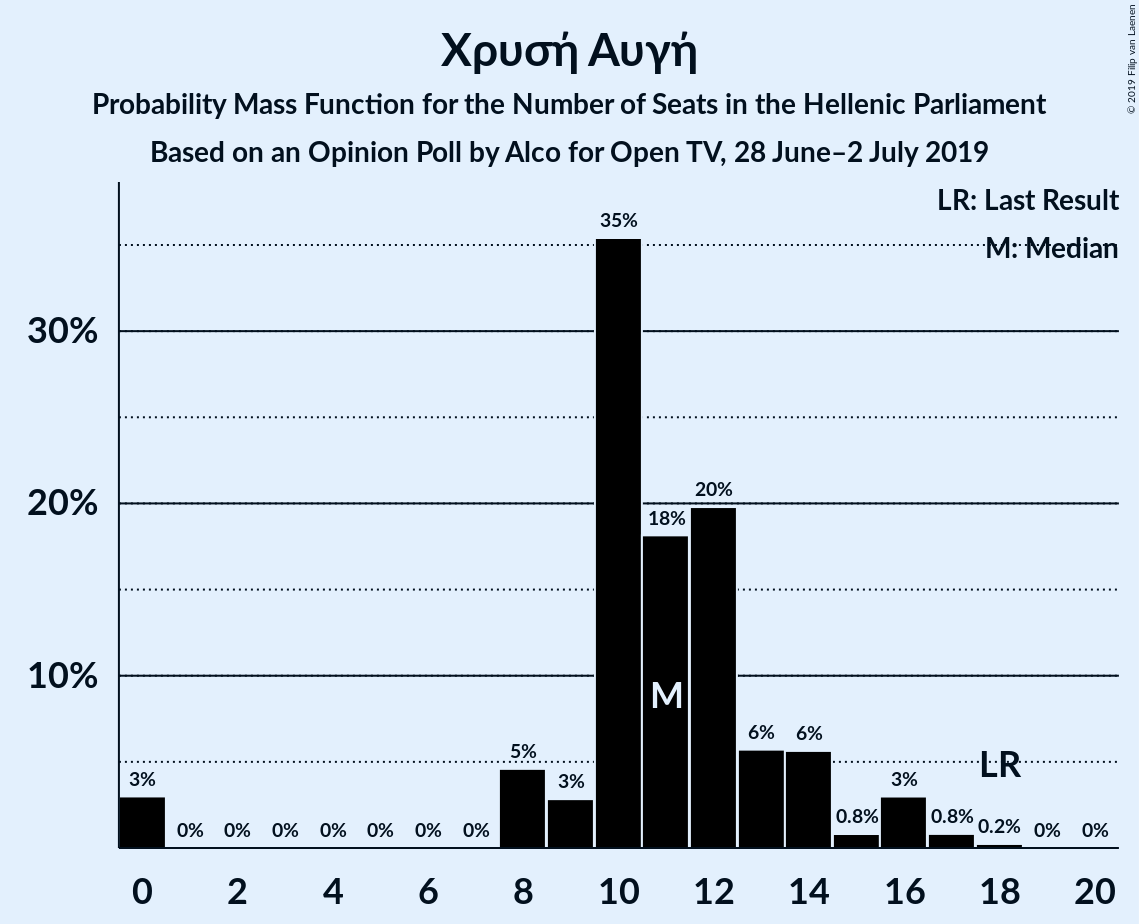 Χρυσή Αυγή
Probability Mass Function for the Number of Seats in the Hellenic Parliament
Based on an Opinion Poll by Alco for Open TV, 28 June–2 July 2019
© 2019 Filip van Laenen
LR: Last Result
M: Median
30%
20%
10%
3%
0%
0%
0%
0%
0%
0%
0%
5%
3%
35%
18%
20%
6%
6%
0.8%
3%
0.8%
0.2%
0%
0%
M
LR
0 2 4 6 8 10 12 14 16 18 20